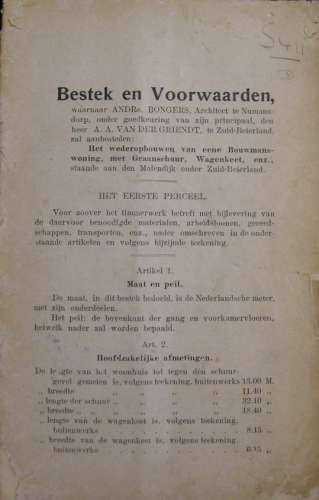 Bestek en Voorwaarden,
waarnaar ANDRs. BONGERS, Architect te Numans-
dorp, onder goedkeuring van zijn principaal, den
heer A. A. VAN DER GRIENDT, te Zuid-Beierland,
zal aanbesteden:
Het wederopbouwen van eene Bouwmans-
woning, met Graanschuur, Wagenkeet, enz.,
staande aan den Molendijk onder Zuid-Beierland.
HET EERSTE PERCEEL.
Voor zoover het timmerwerk betreft met bijlevering van
de daarvoor benoodigde materialen, arbeidsloonen, gereed-
schappen, transporten, enz., nader omschreven in de onder-
staande artikelen en volgens bijzijnde teekening.
Artikel 1.
Maat en peil.
De maat, in dit bestek bedoeld, is de Nederlandsche meter,
met zijn onderdeelen.
Het peil: de bovenkant der gang en voorkamervloeren,
hetwelk nader zal worden bepaald.
Art. 2.
Hoofdzakelijke afmetingen.
De lengte van het woonhuis tot tegen den schuur-
gevel gemeten is, volgens teekening, buitenwerks 13.00 M.
„ breedte „ „ „ „ 11.40 „
„ lengte der schuur „ „ „ „ 32.10 „
„ breedte „ „ „ „ „ 18.40 „
„ lengte van de wagenkeet is, volgens teekening,
buitenwerks 8.15 „
„ breedte van de wagenkeet is, volgens teekening,
buitenwerks 6.15 „